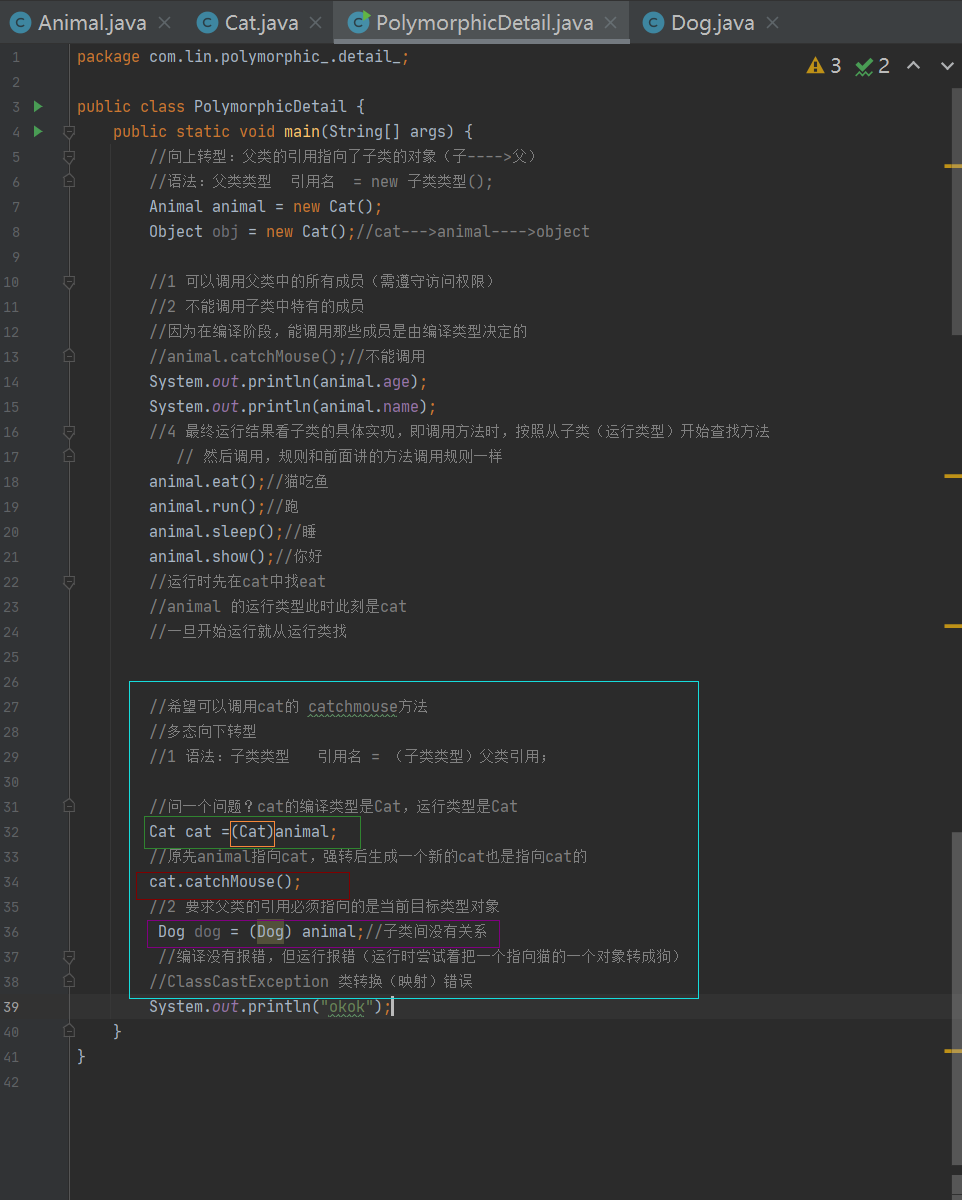 Animal.java × Cat.java × PolymorphicDetail.java × Dog.java ×
3 2
1 package com.lin.polymorphic_.detail_;
2
3 public class PolymorphicDetail {
4 public static void main(String[] args) {
5 //向上转型：父类的引用指向了子类的对象（子---->父）
6 //语法：父类类型 引用名 = new 子类类型();
7 Animal animal = new Cat();
8 Object obj = new Cat();//cat--->animal---->object
9
10 //1 可以调用父类中的所有成员（需遵守访问权限）
11 //2 不能调用子类中特有的成员
12 //因为在编译阶段，能调用那些成员是由编译类型决定的
13 //animal.catchMouse();//不能调用
14 System.out.println(animal.age);
15 System.out.println(animal.name);
16 //4 最终运行结果看子类的具体实现，即调用方法时，按照从子类（运行类型）开始查找方法
17 // 然后调用，规则和前面讲的方法调用规则一样
18 animal.eat();//猫吃鱼
19 animal.run();//跑
20 animal.sleep();//睡
21 animal.show();//你好
22 //运行时先在cat中找eat
23 //animal 的运行类型此时此刻是cat
24 //一旦开始运行就从运行类找
25
26
27 //希望可以调用cat的 catchmouse方法
28 //多态向下转型
29 //1 语法：子类类型 引用名 = （子类类型）父类引用；
30
31 //问一个问题？cat的编译类型是Cat，运行类型是Cat
32 Cat cat =(Cat)animal;
33 //原先animal指向cat，强转后生成一个新的cat也是指向cat的
34 cat.catchMouse();
35 //2 要求父类的引用必须指向的是当前目标类型对象
36 Dog dog = (Dog) animal;//子类间没有关系
37 //编译没有报错，但运行报错（运行时尝试着把一个指向猫的一个对象转成狗）
38 //ClassCastException 类转换（映射）错误
39 System.out.println("okok");
40 }
41 }
42